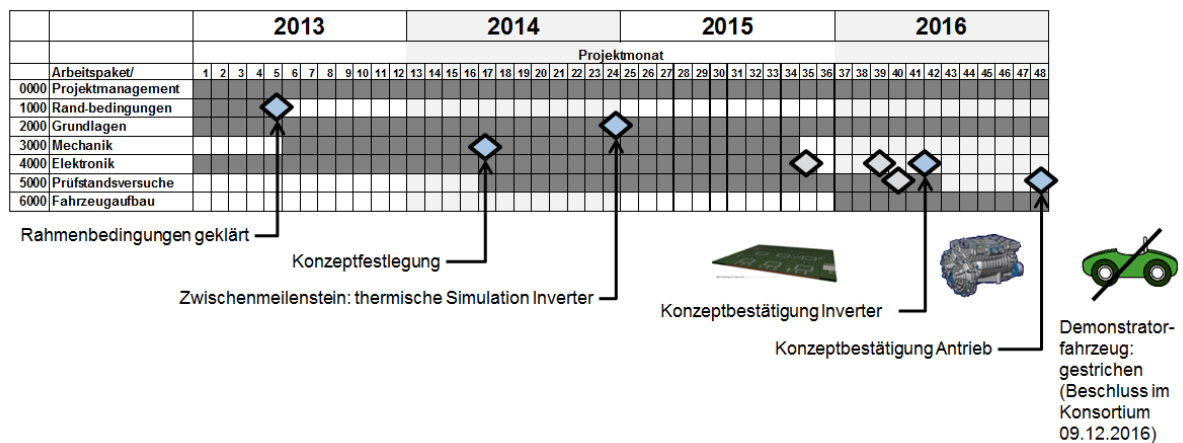 2013 2014 2015 2016
Projektmonat
Arbeitspaket/ 1 2 3 4 5 6 7 8 9 10 11 12 13 14 15 16 17 18 19 20 21 22 23 24 25 26 27 28 29 30 31 32 33 34 35 36 37 38 39 40 41 42 43 44 45 46 47 48
0000 Projektmanagement
1000 Rand-bedingungen
2000 Grundlagen
3000 Mechanik
4000 Elektronik
5000 Prüfstandsversuche
6000 Fahrzeugaufbau
Rahmenbedingungen geklärt
Konzeptfestlegung
Zwischenmeilenstein: thermische Simulation Inverter
Konzeptbestätigung Inverter
Konzeptbestätigung Antrieb
Demonstrator-
fahrzeug:
gestrichen
(Beschluss im
Konsortium
09.12.2016)